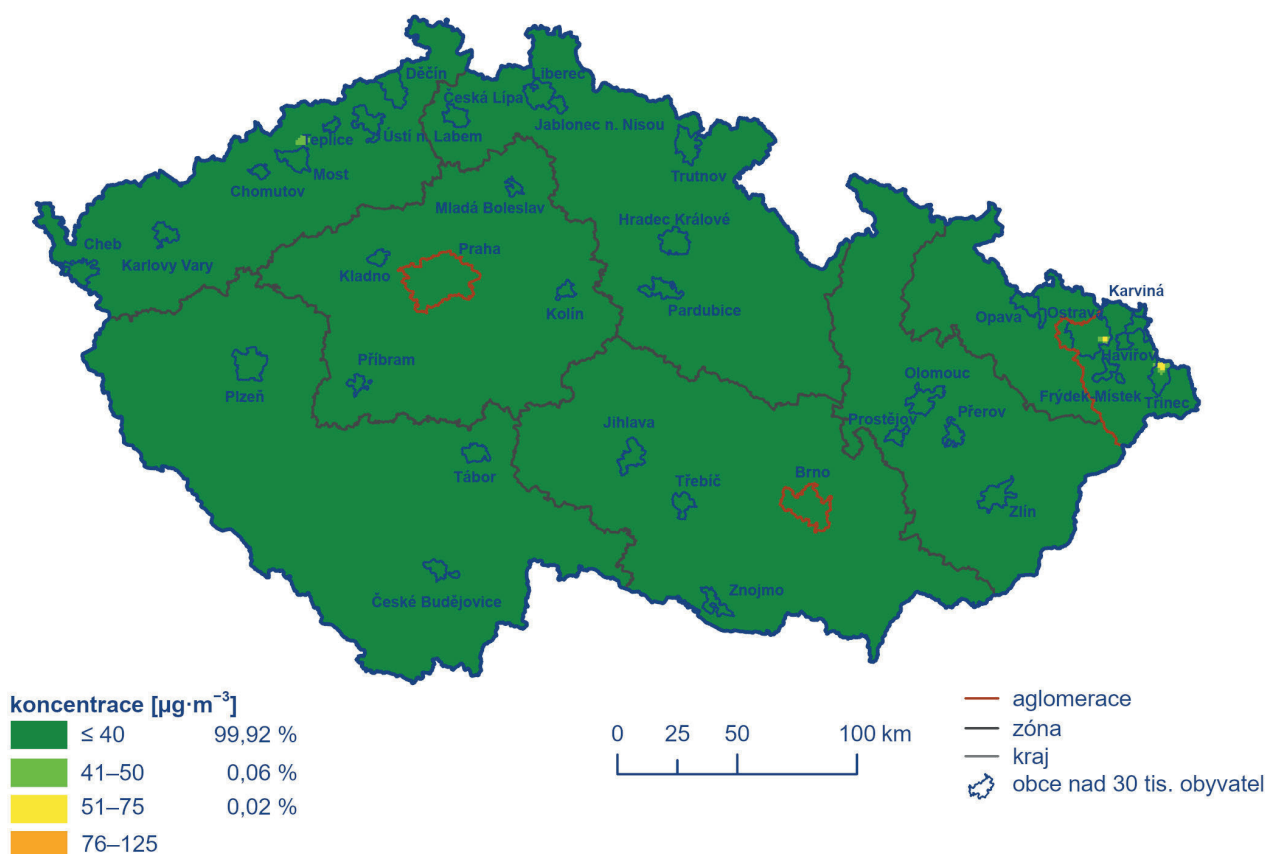 Děčín
Liberec
Česká Lípa
Jablonec n. Nisou
Teplice
Ústí n. Labem
Most
Chomutov
Trutnov
Mladá Boleslav
Hradec Králové
Cheb
Karlovy Vary
Praha
Kladno
Kolín
Pardubice
Karviná
Opava
Ostrava
Havířov
Příbram
Plzeň
Olomouc
Frýdek-Místek
Třinec
Prostějov
Přerov
Jihlava
Tábor
Třebíč
Brno
Zlín
České Budějovice
Znojmo
koncentrace [µg·m⁻³]
≤ 40 99,92 %
41–50 0,06 %
51–75 0,02 %
76–125
0 25 50 100 km
aglomerace
zóna
kraj
obce nad 30 tis. obyvatel